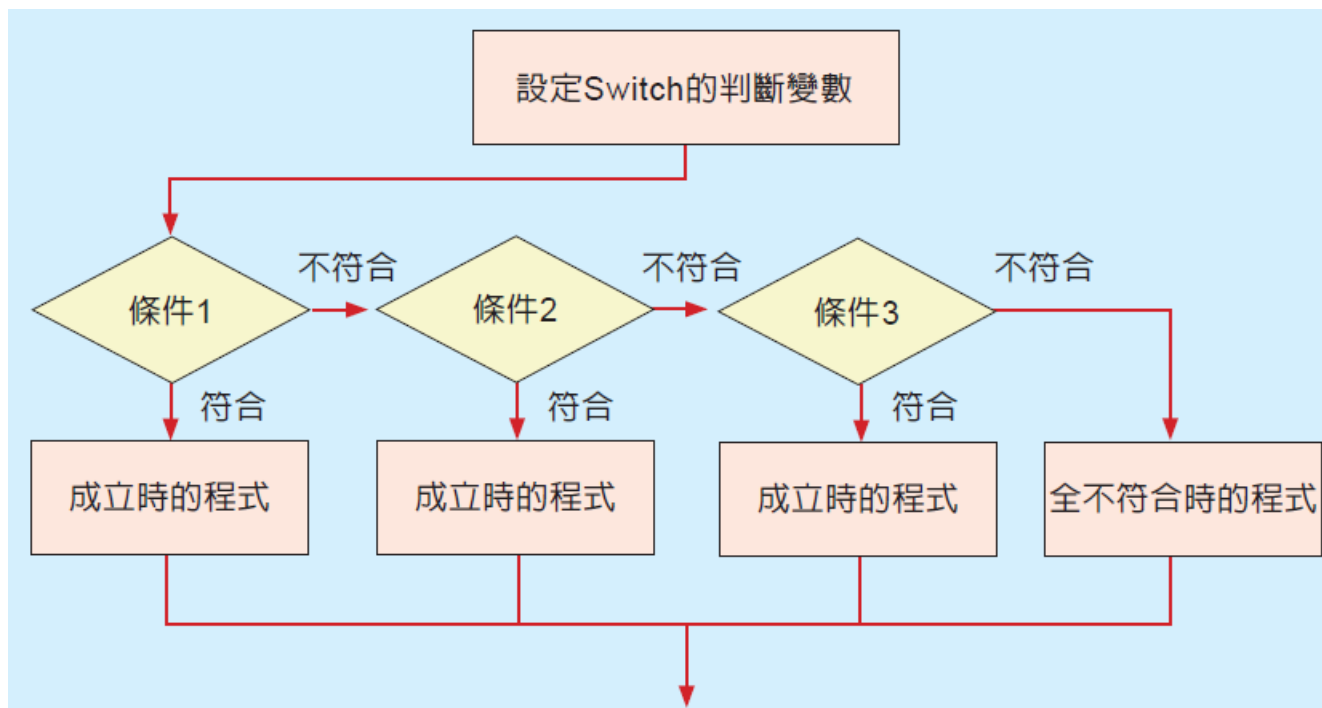 設定Switch的判斷變數
不符合
不符合
不符合
條件1
條件2
條件3
符合
符合
符合
成立時的程式
成立時的程式
成立時的程式
全不符合時的程式